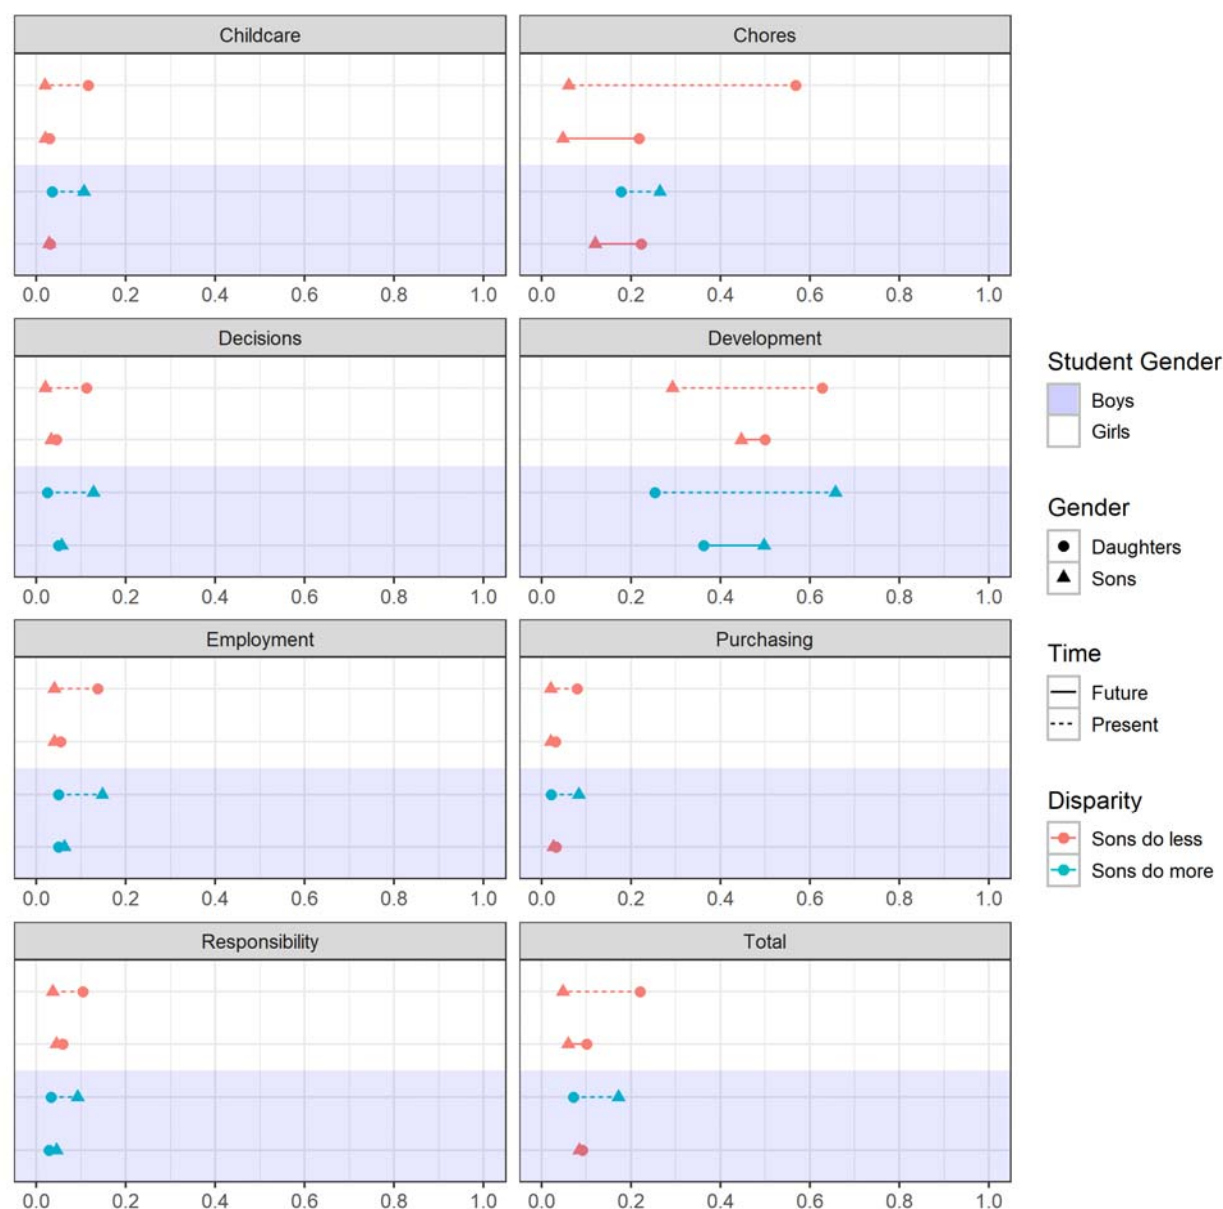 Childcare
Chores
0.0 0.2 0.4 0.6 0.8 1.0
0.0 0.2 0.4 0.6 0.8 1.0
Decisions
Development
0.0 0.2 0.4 0.6 0.8 1.0
0.0 0.2 0.4 0.6 0.8 1.0
Employment
Purchasing
0.0 0.2 0.4 0.6 0.8 1.0
0.0 0.2 0.4 0.6 0.8 1.0
Responsibility
Total
0.0 0.2 0.4 0.6 0.8 1.0
0.0 0.2 0.4 0.6 0.8 1.0
Student Gender
Boys
Girls
Gender
Daughters
Sons
Time
Future
Present
Disparity
Sons do less
Sons do more